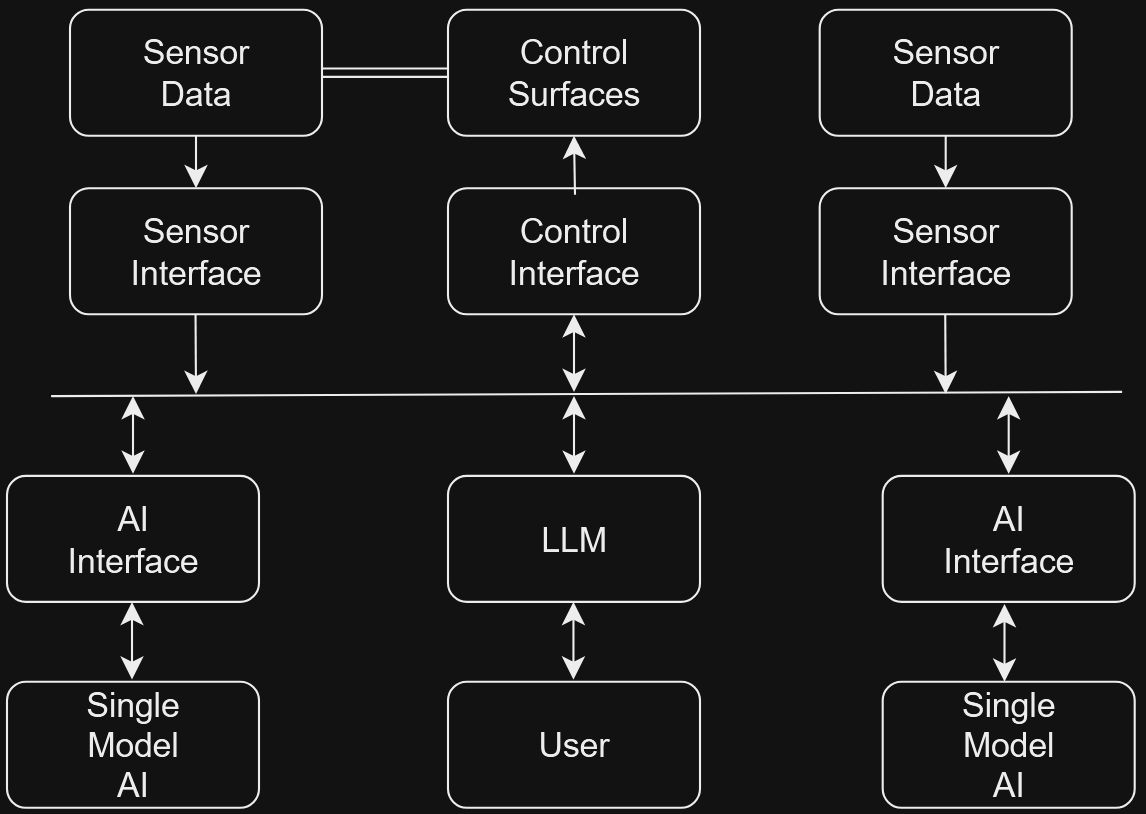 Sensor
Data
Control
Surfaces
Sensor
Data
Sensor
Interface
Control
Interface
Sensor
Interface
AI
Interface
LLM
AI
Interface
Single
Model
AI
User
Single
Model
AI